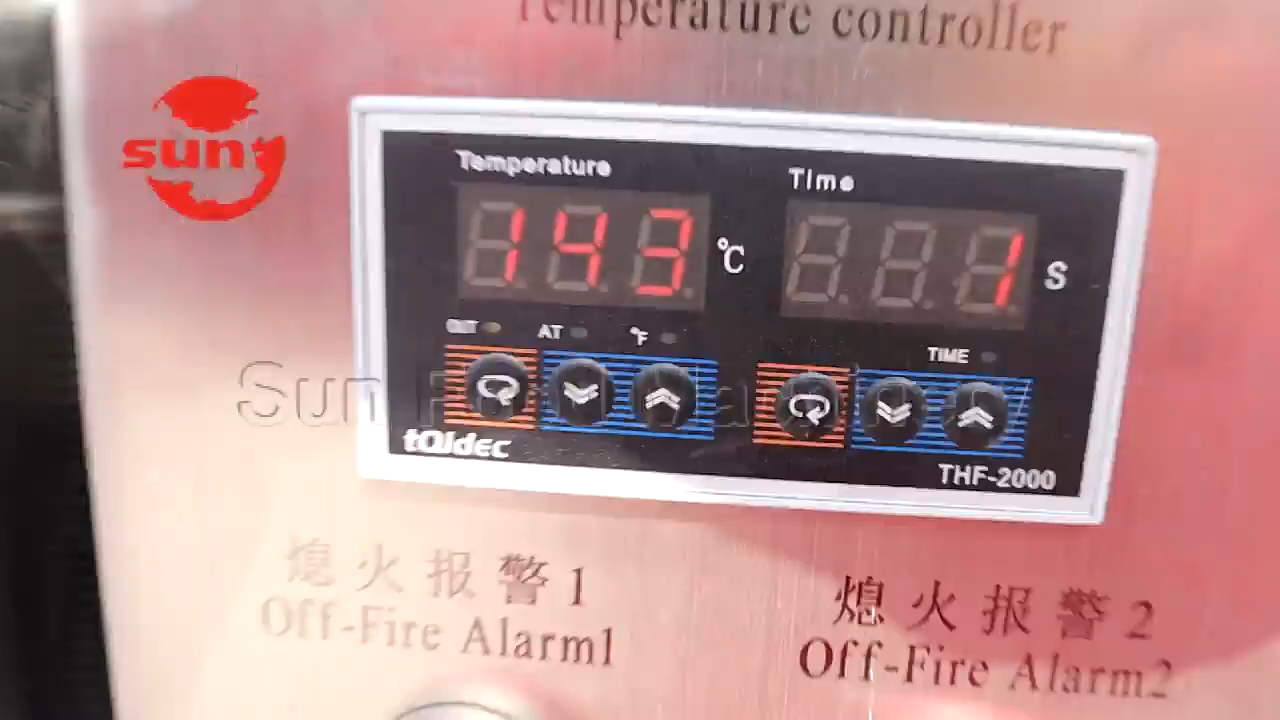 Temperature controller
sun
Temperature
Time
143 ℃
1 S
OUT AT ℉
TIME
toldec
THF-2000
熄火报警1
Off-Fire Alarm1
熄火报警2
Off-Fire Alarm2